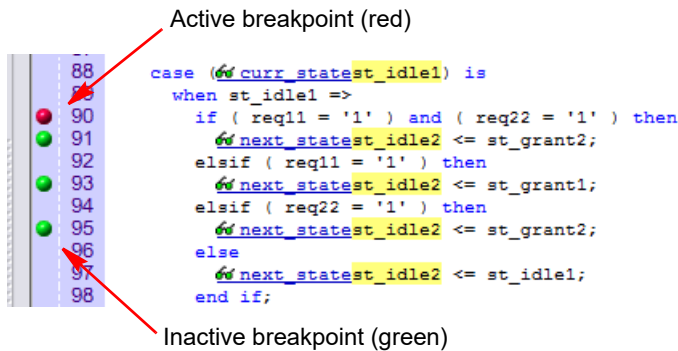 Active breakpoint (red)
88 case (curr_statest_idle1) is
89 when st_idle1 =>
90 if ( req11 = '1' ) and ( req22 = '1' ) then
91 next_statest_idle2 <= st_grant2;
92 elsif ( req11 = '1' ) then
93 next_statest_idle2 <= st_grant1;
94 elsif ( req22 = '1' ) then
95 next_statest_idle2 <= st_grant2;
96 else
97 next_statest_idle2 <= st_idle1;
98 end if;
Inactive breakpoint (green)